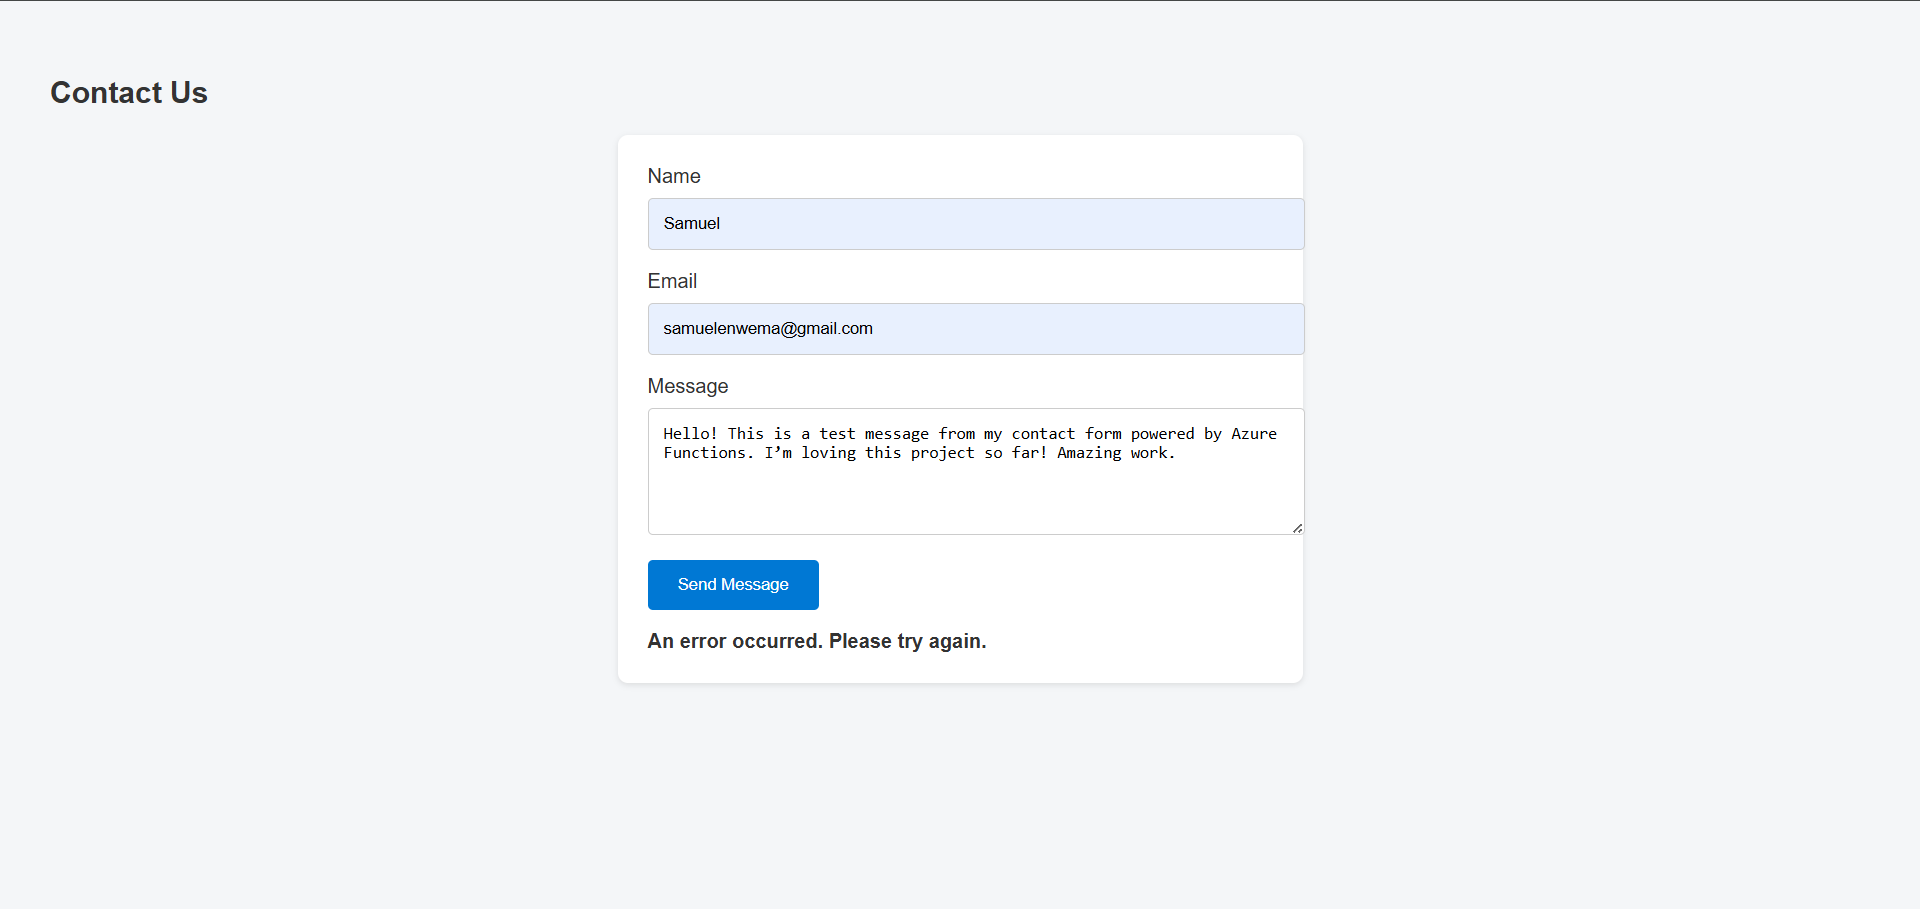 Contact Us
Name
Samuel
Email
samuelenwema@gmail.com
Message
Hello! This is a test message from my contact form powered by Azure
Functions. I’m loving this project so far! Amazing work.
Send Message
An error occurred. Please try again.